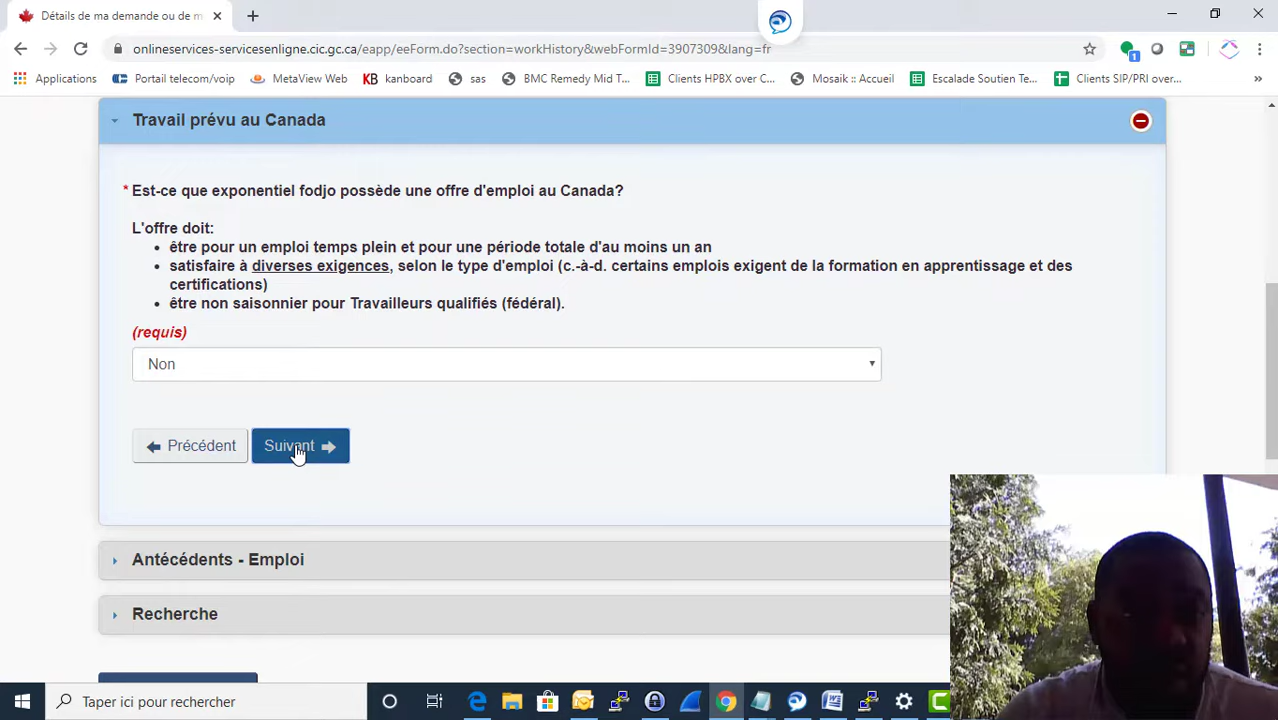 Détails de ma demande ou de m
onlineservices-servicesenligne.cic.gc.ca/eapp/eeForm.do?section=workHistory&webFormId=3907309&lang=fr
1
Applications
Portail telecom/voip
MetaView Web
KB kanboard
sas
BMC Remedy Mid T...
Clients HPBX over C...
Mosaik :: Accueil
Escalade Soutien Te...
Clients SIP/PRI over...
»
Travail prévu au Canada
* Est-ce que exponentiel fodjo possède une offre d'emploi au Canada?
L'offre doit:
• être pour un emploi temps plein et pour une période totale d'au moins un an
• satisfaire à diverses exigences, selon le type d'emploi (c.-à-d. certains emplois exigent de la formation en apprentissage et des
certifications)
• être non saisonnier pour Travailleurs qualifiés (fédéral).
(requis)
Non
Précédent
Suivant
Antécédents - Emploi
Recherche
Taper ici pour rechercher